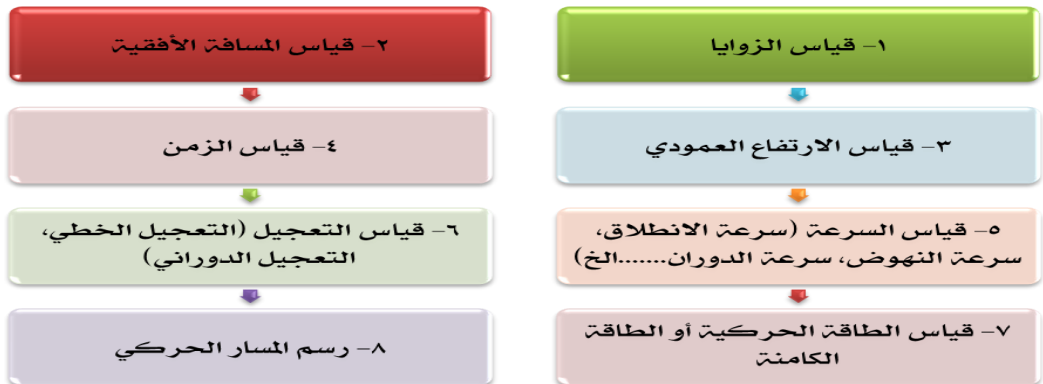 ١- قياس الزوايا
٢- قياس المسافة الأفقية
٣- قياس الارتفاع العمودي
٤- قياس الزمن
٥- قياس السرعة (سرعة الانطلاق،
سرعة النهوض، سرعة الدوران.......الخ)
٦- قياس التعجيل (التعجيل الخطي،
التعجيل الدوراني)
٧- قياس الطاقة الحركية أو الطاقة
الكامنة
٨- رسم المسار الحركي